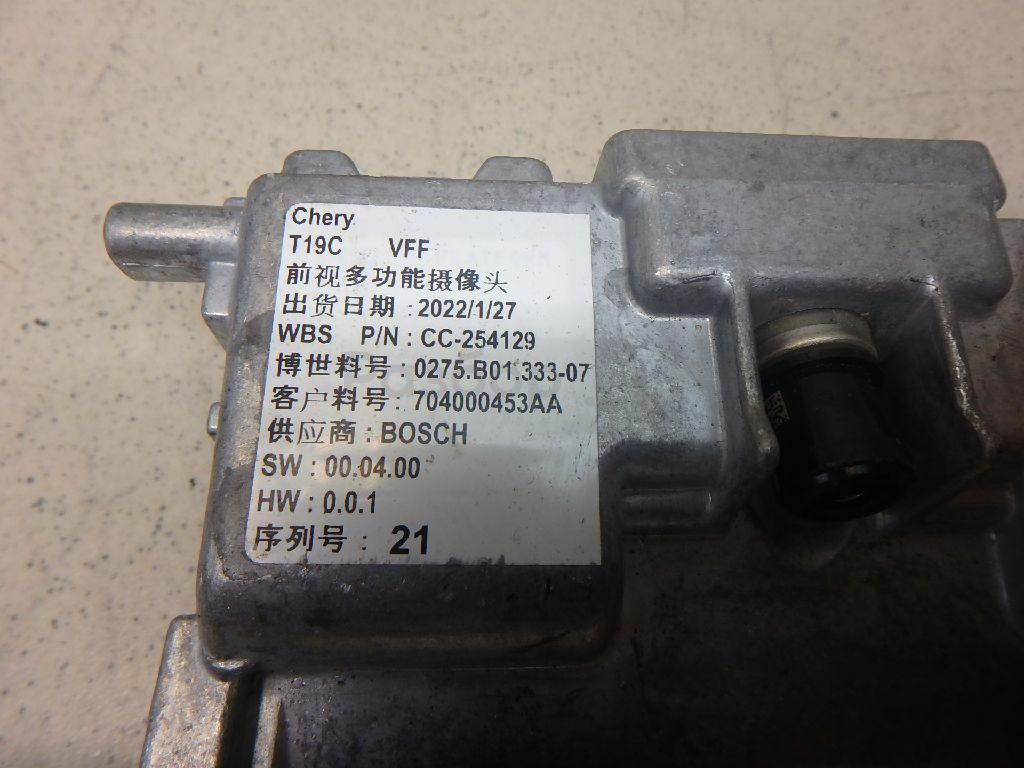 Chery
T19C VFF
前视多功能摄像头
出货日期 : 2022/1/27
WBS P/N : CC-254129
博世料号 : 0275.B01.333-07
客户料号 : 704000453AA
供应商 : BOSCH
SW : 00.04.00
HW : 0.0.1
序列号 : 21